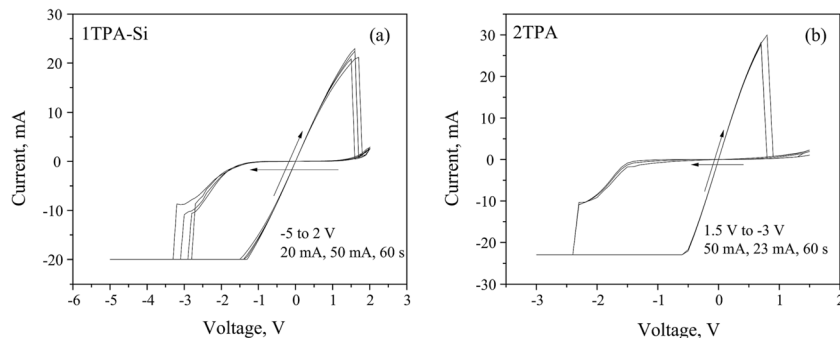 1TPA-Si
(a)
30
20
10
0
-10
-20
-6
-5
-4
-3
-2
-1
0
1
2
3
Current, mA
Voltage, V
-5 to 2 V
20 mA, 50 mA, 60 s
2TPA
(b)
30
20
10
0
-10
-20
-30
-3
-2
-1
0
1
Current, mA
Voltage, V
1.5 V to -3 V
50 mA, 23 mA, 60 s